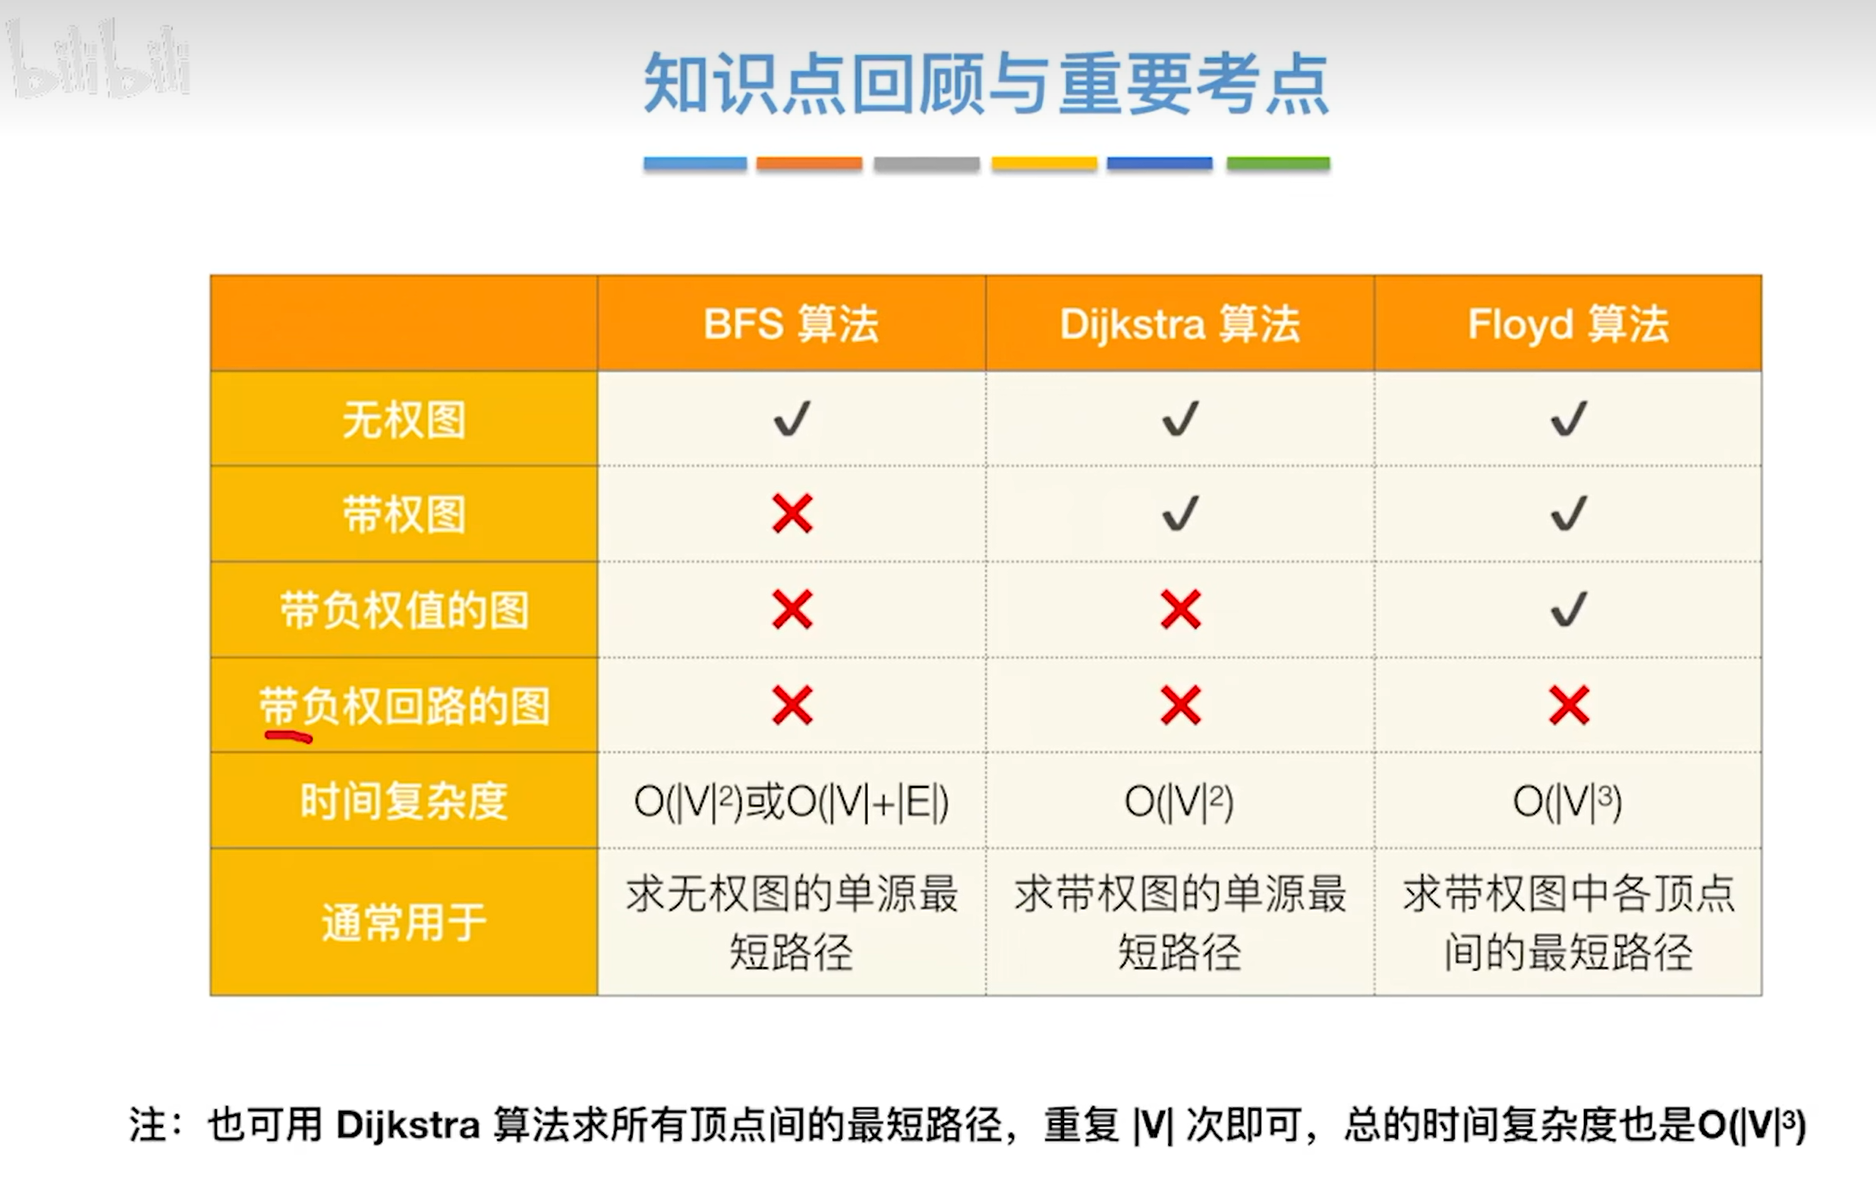 bilibili
知识点回顾与重要考点
BFS 算法 Dijkstra 算法 Floyd 算法
无权图 ✓ ✓ ✓
带权图 ❌ ✓ ✓
带负权值的图 ❌ ❌ ✓
带负权回路的图 ❌ ❌ ❌
时间复杂度 O(|V|²)或O(|V|+|E|) O(|V|²) O(|V|³)
通常用于 求无权图的单源最 求带权图的单源最 求带权图中各顶点
短路径 短路径 间的最短路径
注：也可用 Dijkstra 算法求所有顶点间的最短路径，重复 |V| 次即可，总的时间复杂度也是O(|V|³)